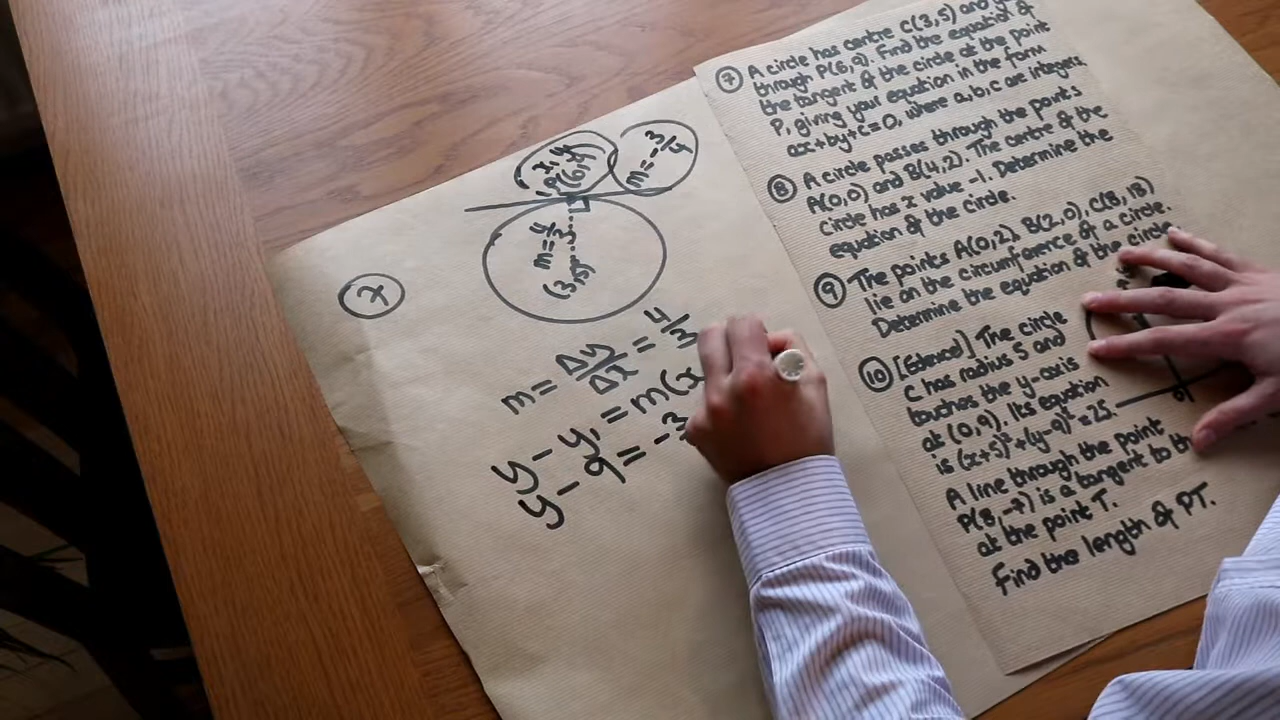 7
x, y
P(6,9)
m = -3/4
m = 4/3
(3,5)
m = Δy/Δx = 4/3
y - y₁ = m(x
y - 9 = -3
7 A circle has centre C(3,5) and
through P(6,9). Find the equation of
the tangent of the circle at the point
P, giving your equation in the form
ax+by+c=0, where a,b,c are integers
8 A circle passes through the points
A(0,0) and B(4,2). The centre of the
circle has x value -1. Determine the
equation of the circle.
9 The points A(0,2), B(2,0), C(8,18)
lie on the circumference of a circle.
Determine the equation of the circle
10 [Edexcel] The circle
C has radius 5 and
touches the y-axis
at (0,9). Its equation
is (x+5)²+(y-9)²=25.
A line through the point
P(8,-7) is a tangent to th
at the point T.
Find the length of PT.